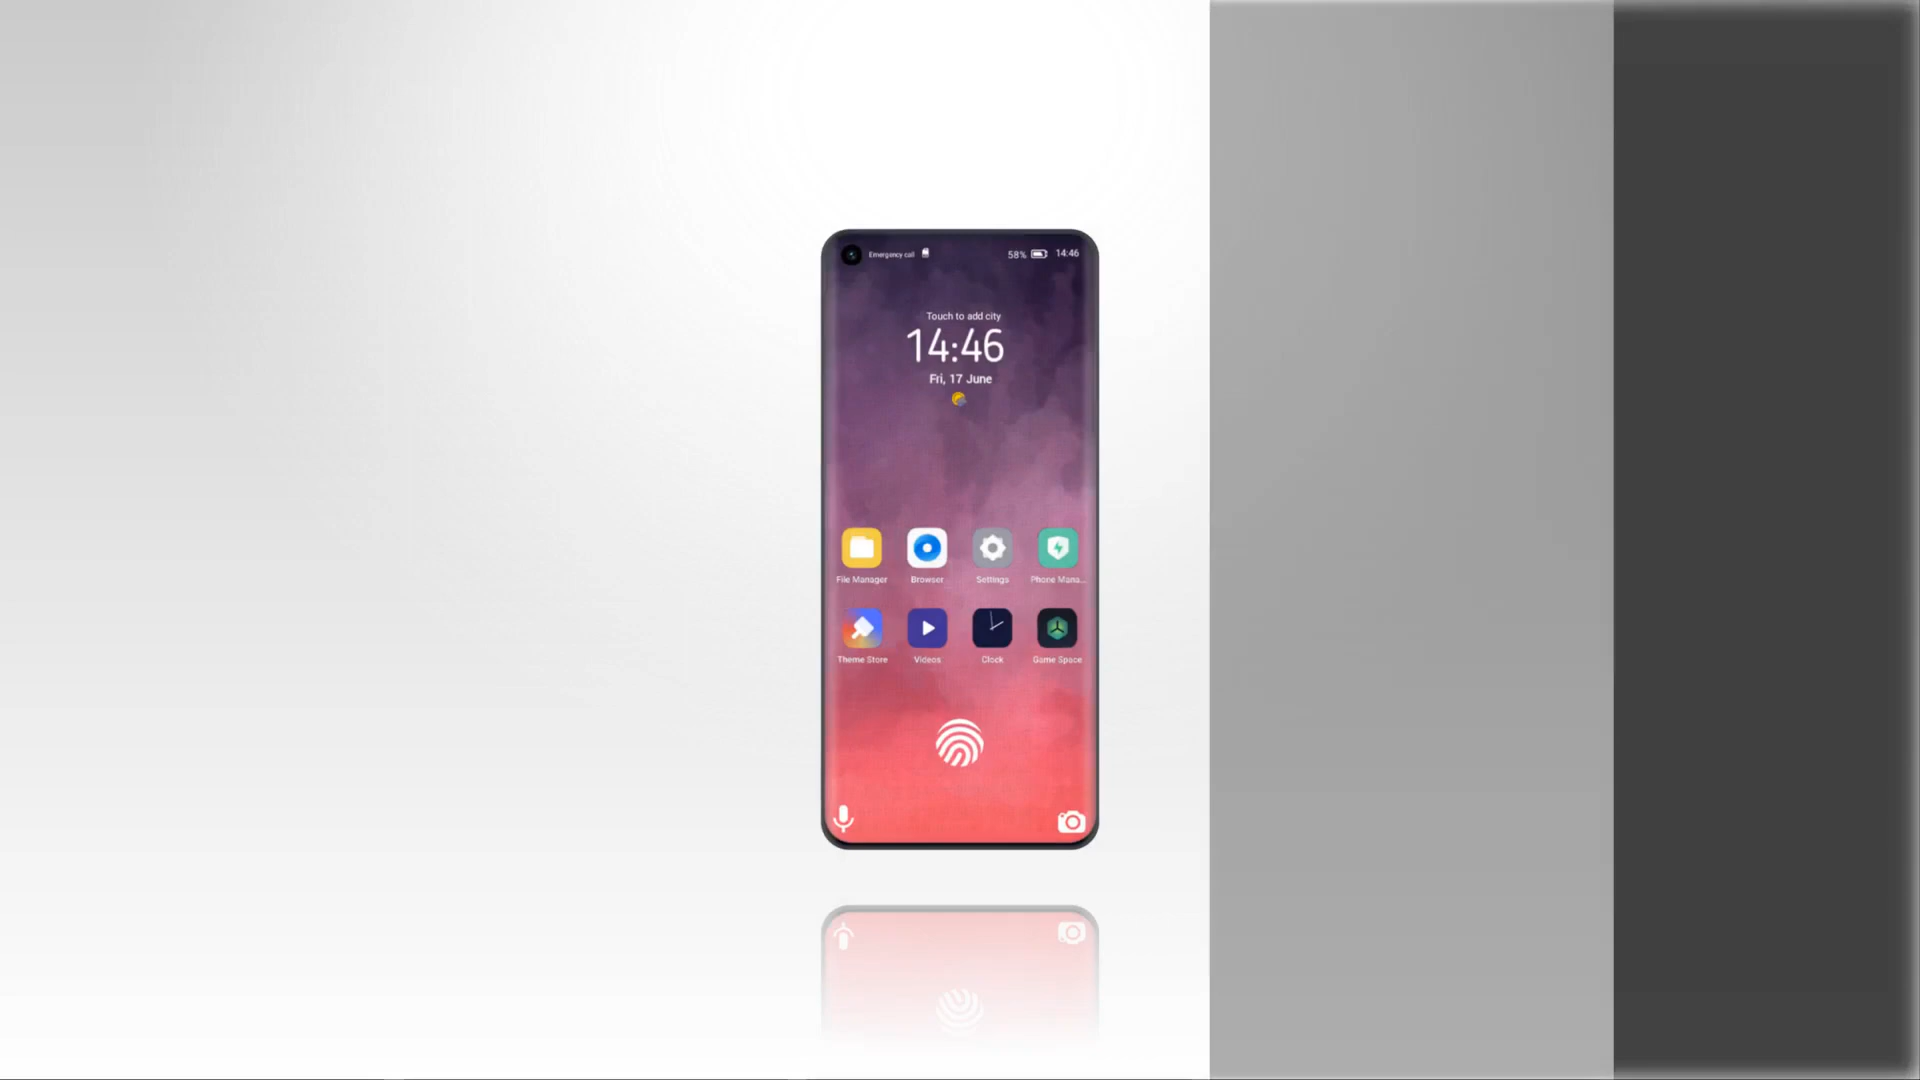 Emergency call 58% 14:46
Touch to add city
14:46
Fri, 17 June
File Manager Browser Settings Phone Mana...
Theme Store Videos Clock Game Space